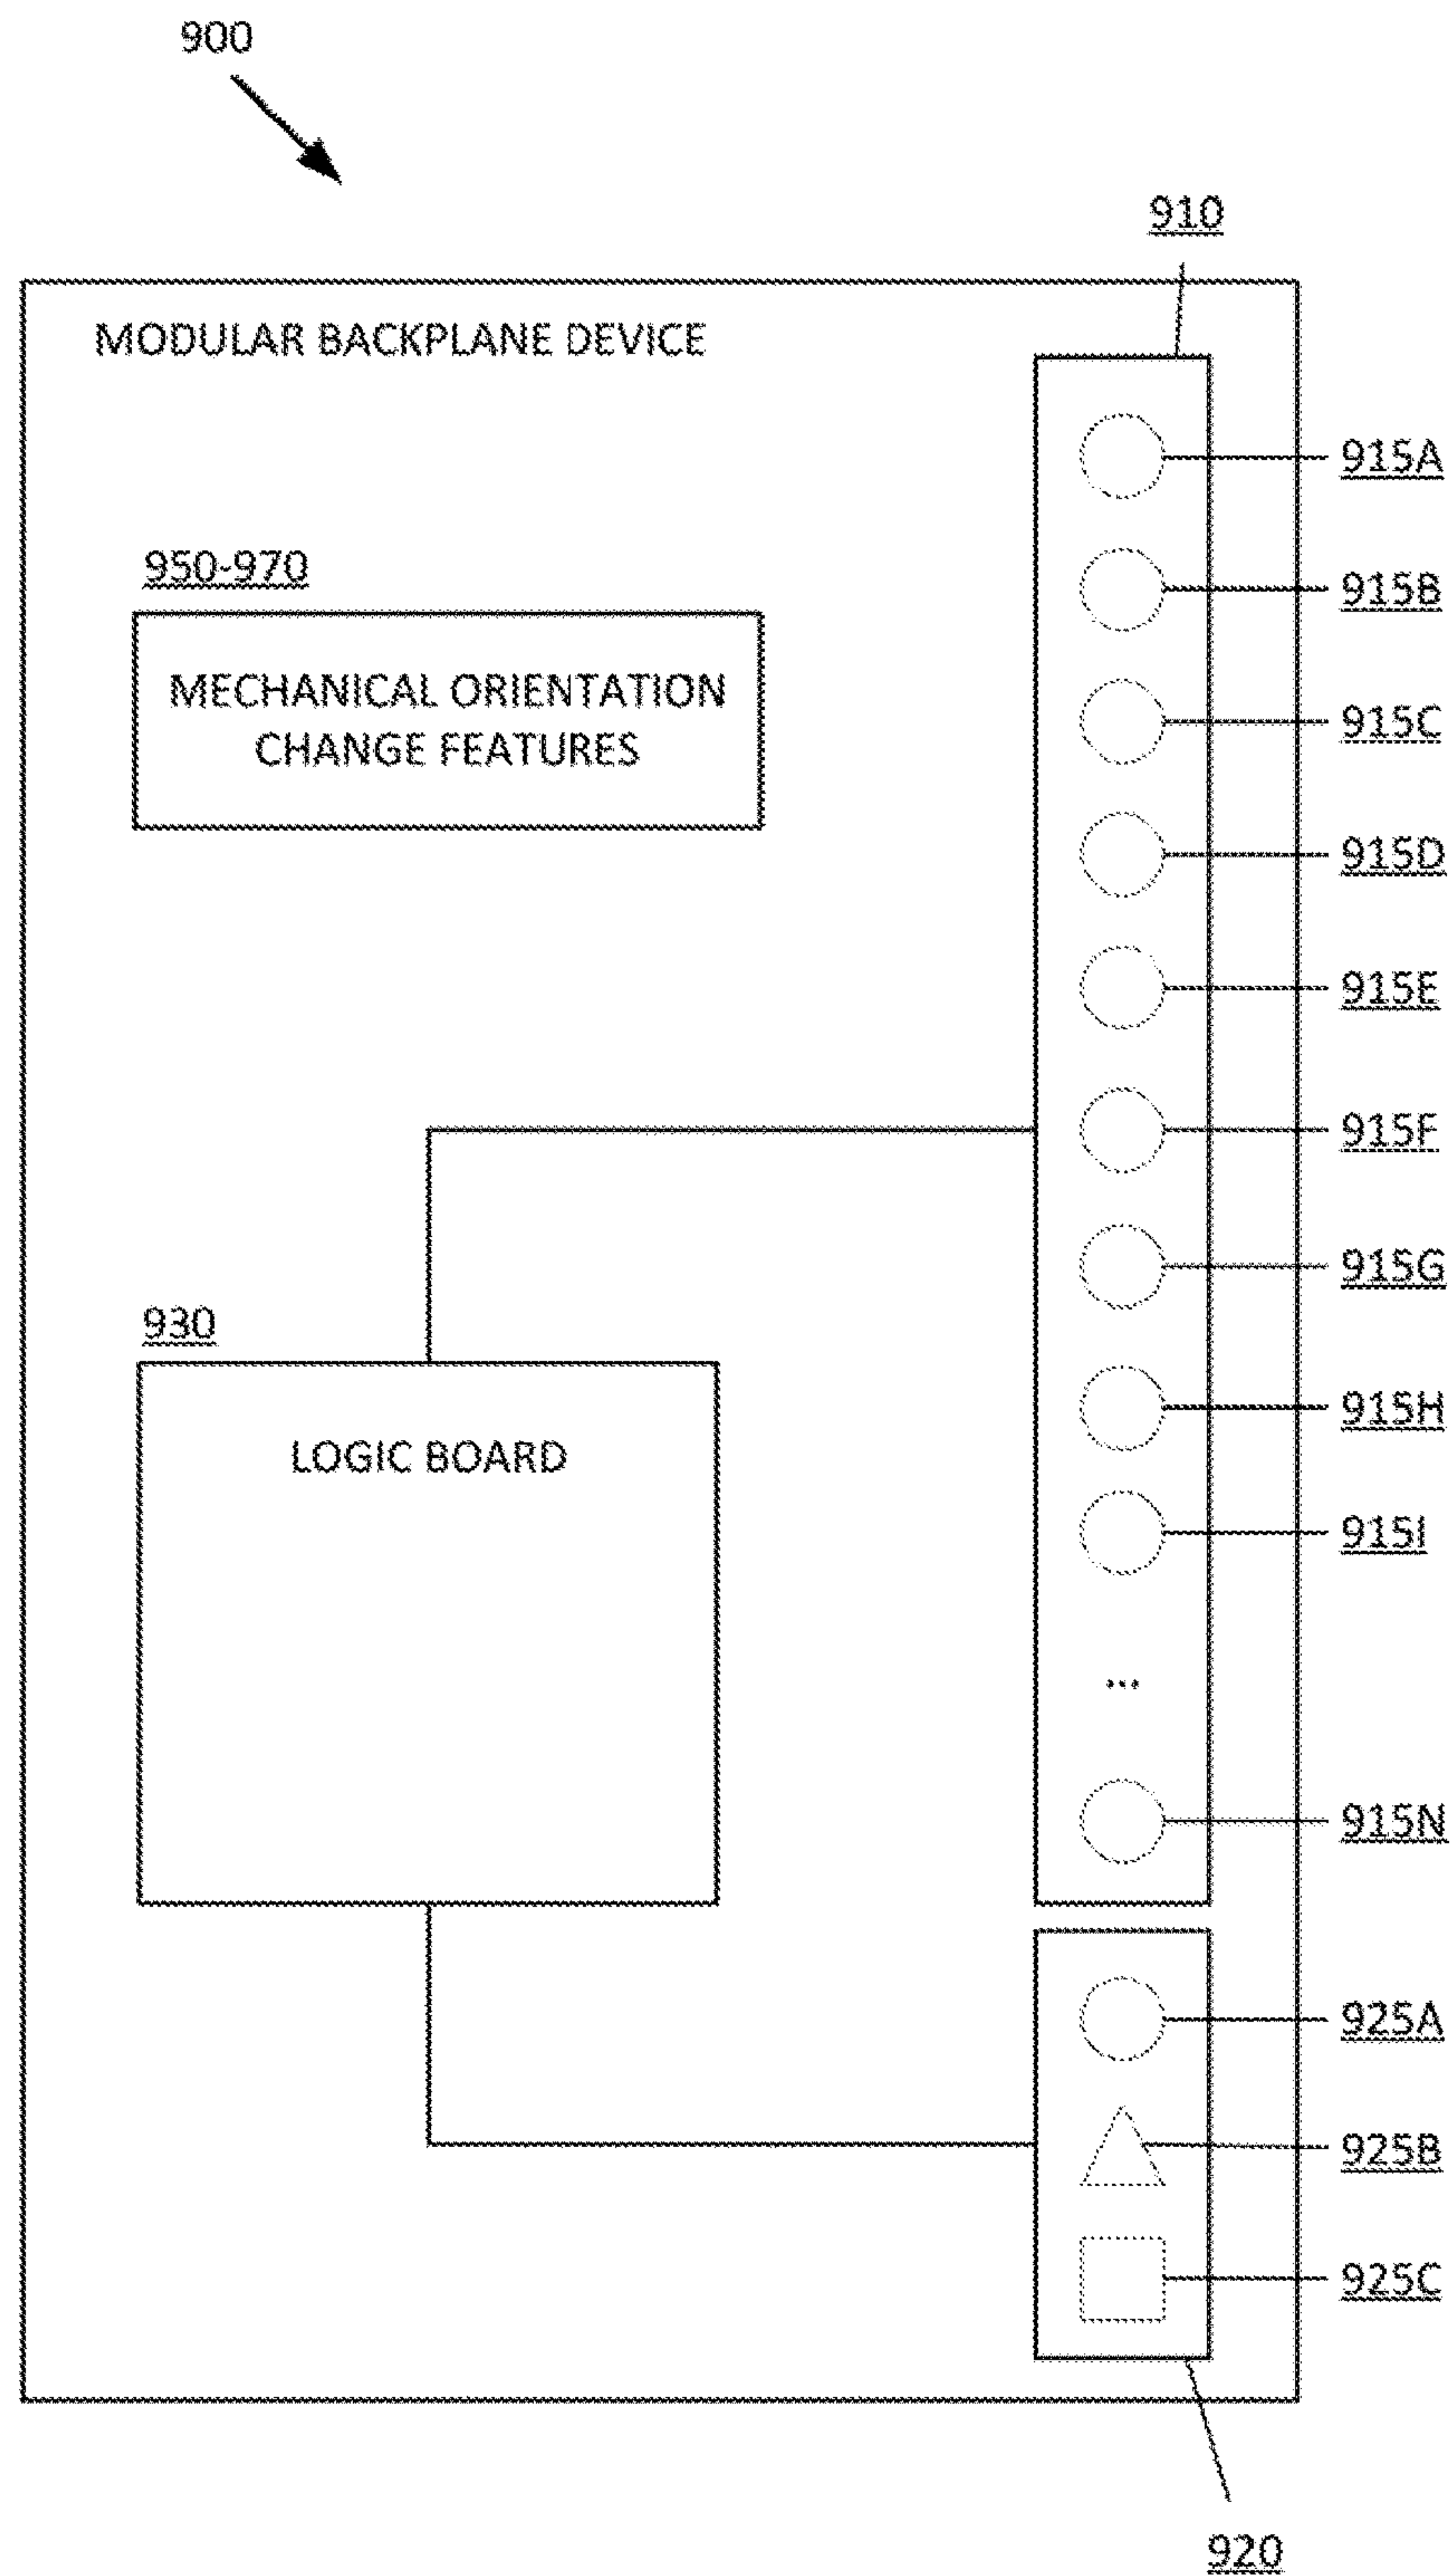 900
910
MODULAR BACKPLANE DEVICE
915A
950-970
915B
MECHANICAL ORIENTATION
CHANGE FEATURES
915C
915D
915E
915F
915G
930
915H
LOGIC BOARD
915I
...
915N
925A
925B
925C
920